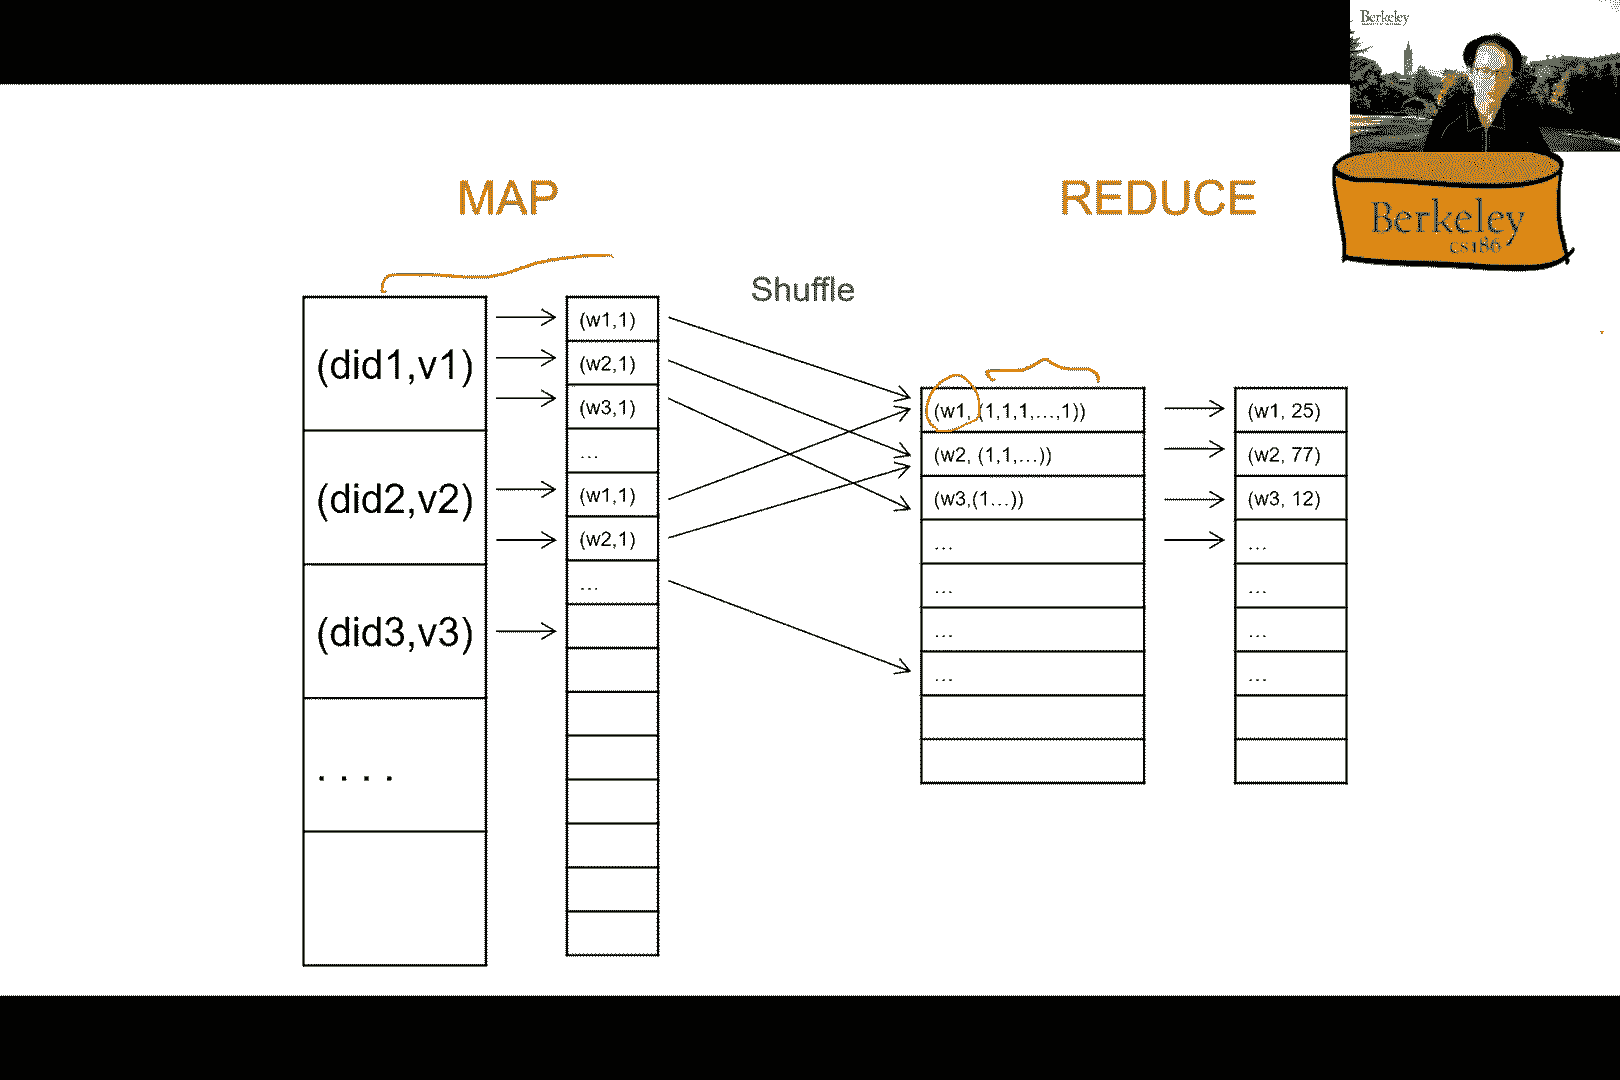 Berkeley
MAP
REDUCE
Berkeley
cs186
Shuffle
(did1,v1)
(did2,v2)
(did3,v3)
. . . .
(w1,1)
(w2,1)
(w3,1)
...
(w1,1)
(w2,1)
...
(w1, (1,1,1,...,1))
(w2, (1,1,...))
(w3,(1...))
...
...
...
...
(w1, 25)
(w2, 77)
(w3, 12)
...
...
...
...